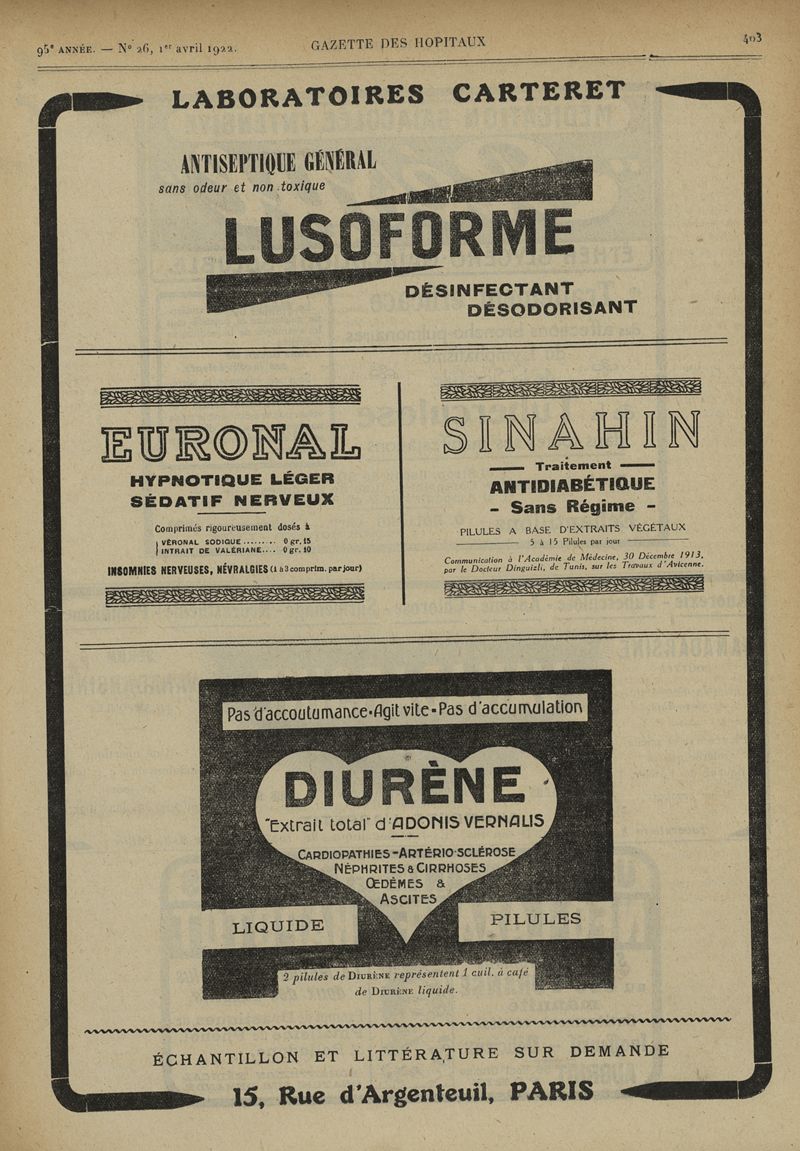 95e ANNÉE. — No 26, 1er avril 1922.
GAZETTE DES HOPITAUX
403
LABORATOIRES CARTERET
ANTISEPTIQUE GÉNÉRAL
sans odeur et non toxique
LUSOFORME
DÉSINFECTANT
DÉSODORISANT
EURONAL
HYPNOTIQUE LÉGER
SÉDATIF NERVEUX
Comprimés rigoureusement dosés à
VÉRONAL SODIQUE......... 0 gr. 15
INTRAIT DE VALÉRIANE.... 0 gr. 10
INSOMNIES NERVEUSES, NÉVRALGIES (1 à 3 comprim. par jour)
SINAHIN
Traitement
ANTIDIABÉTIQUE
- Sans Régime -
PILULES A BASE D'EXTRAITS VÉGÉTAUX
5 à 15 Pilules par jour
Communication à l'Académie de Médecine, 30 Décembre 1913,
par le Docteur Dinguizli, de Tunis, sur les Travaux d'Avicenne.
Pas d'accoutumance-Agit vite-Pas d'accumulation
DIURÈNE
"Extrait total" d'ADONIS VERNALIS
CARDIOPATHIES-ARTÉRIO-SCLÉROSE
NÉPHRITES & CIRRHOSES
ŒDÈMES &
ASCITES
LIQUIDE
PILULES
2 pilules de DIURÈNE représentent 1 cuil. à café
de DIURÈNE liquide.
ÉCHANTILLON ET LITTÉRATURE SUR DEMANDE
15, Rue d'Argenteuil, PARIS